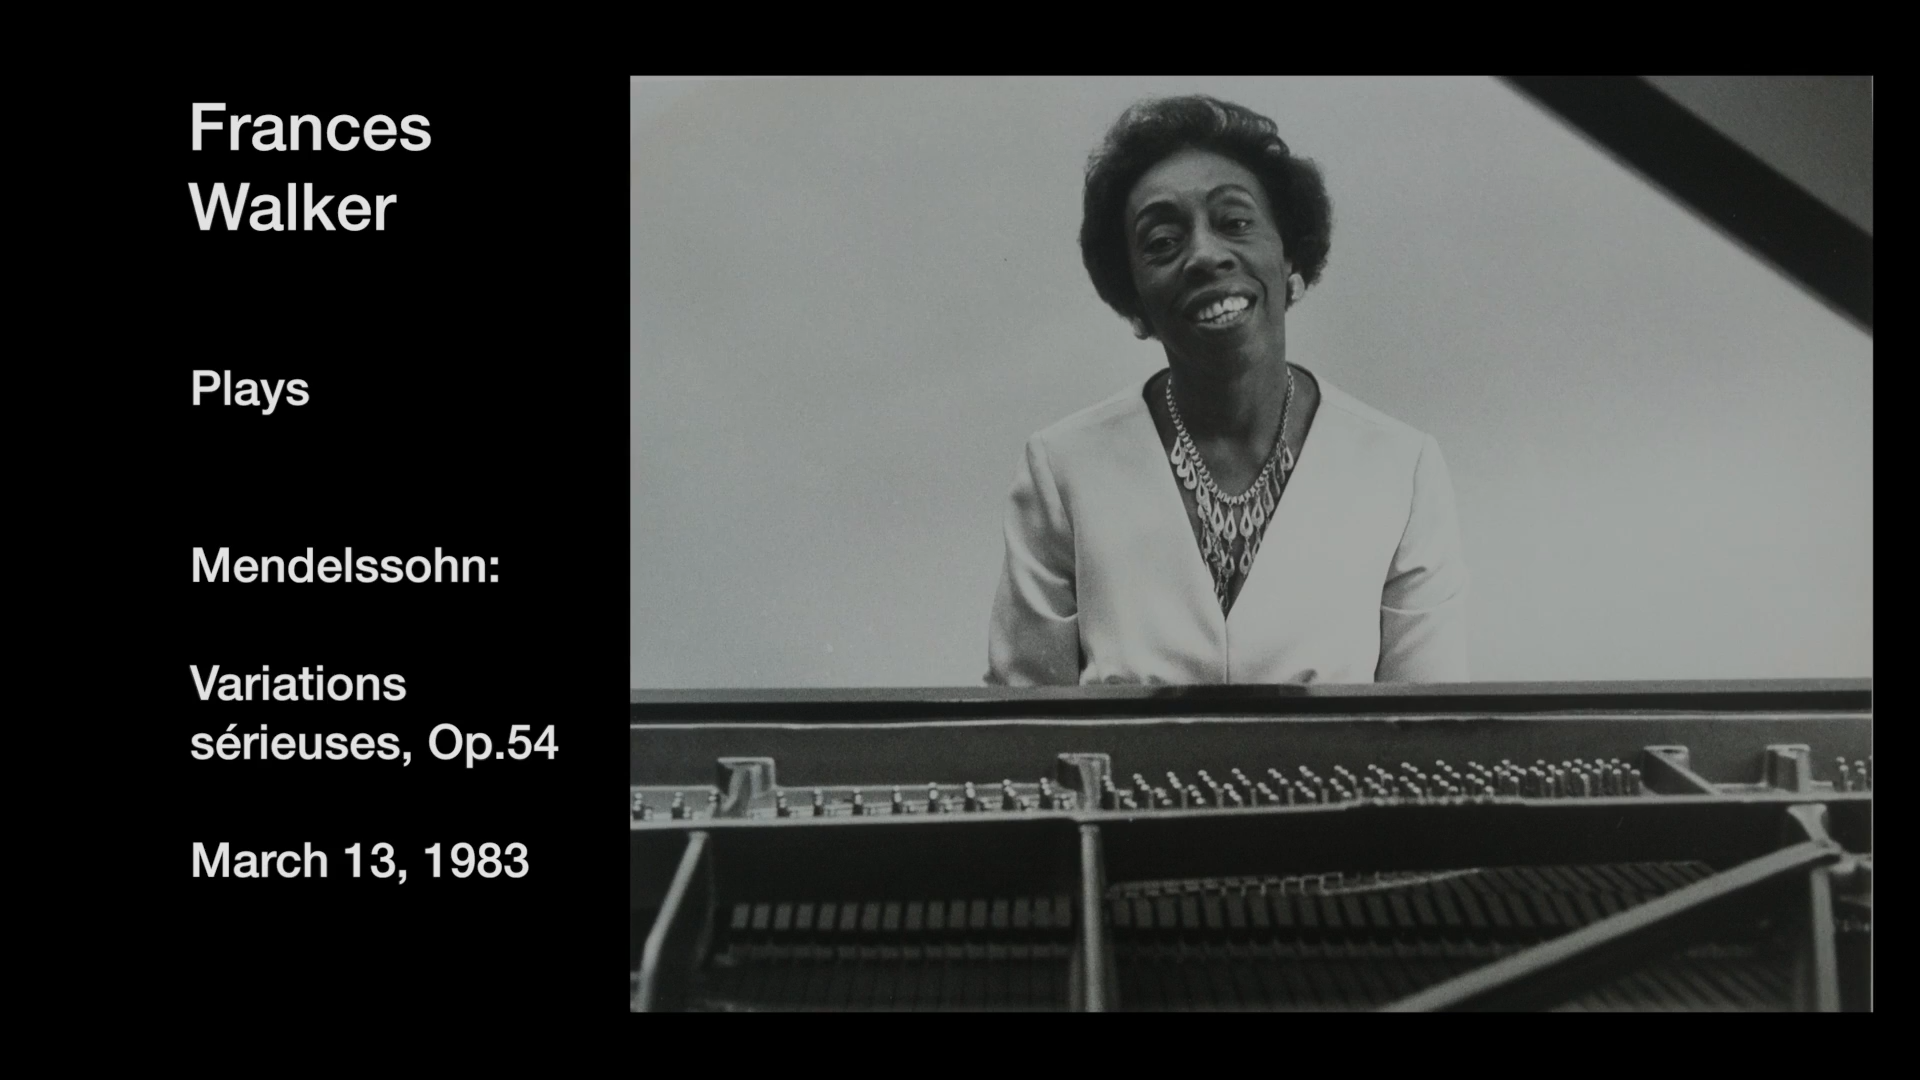 Frances
Walker
Plays
Mendelssohn:
Variations
sérieuses, Op.54
March 13, 1983